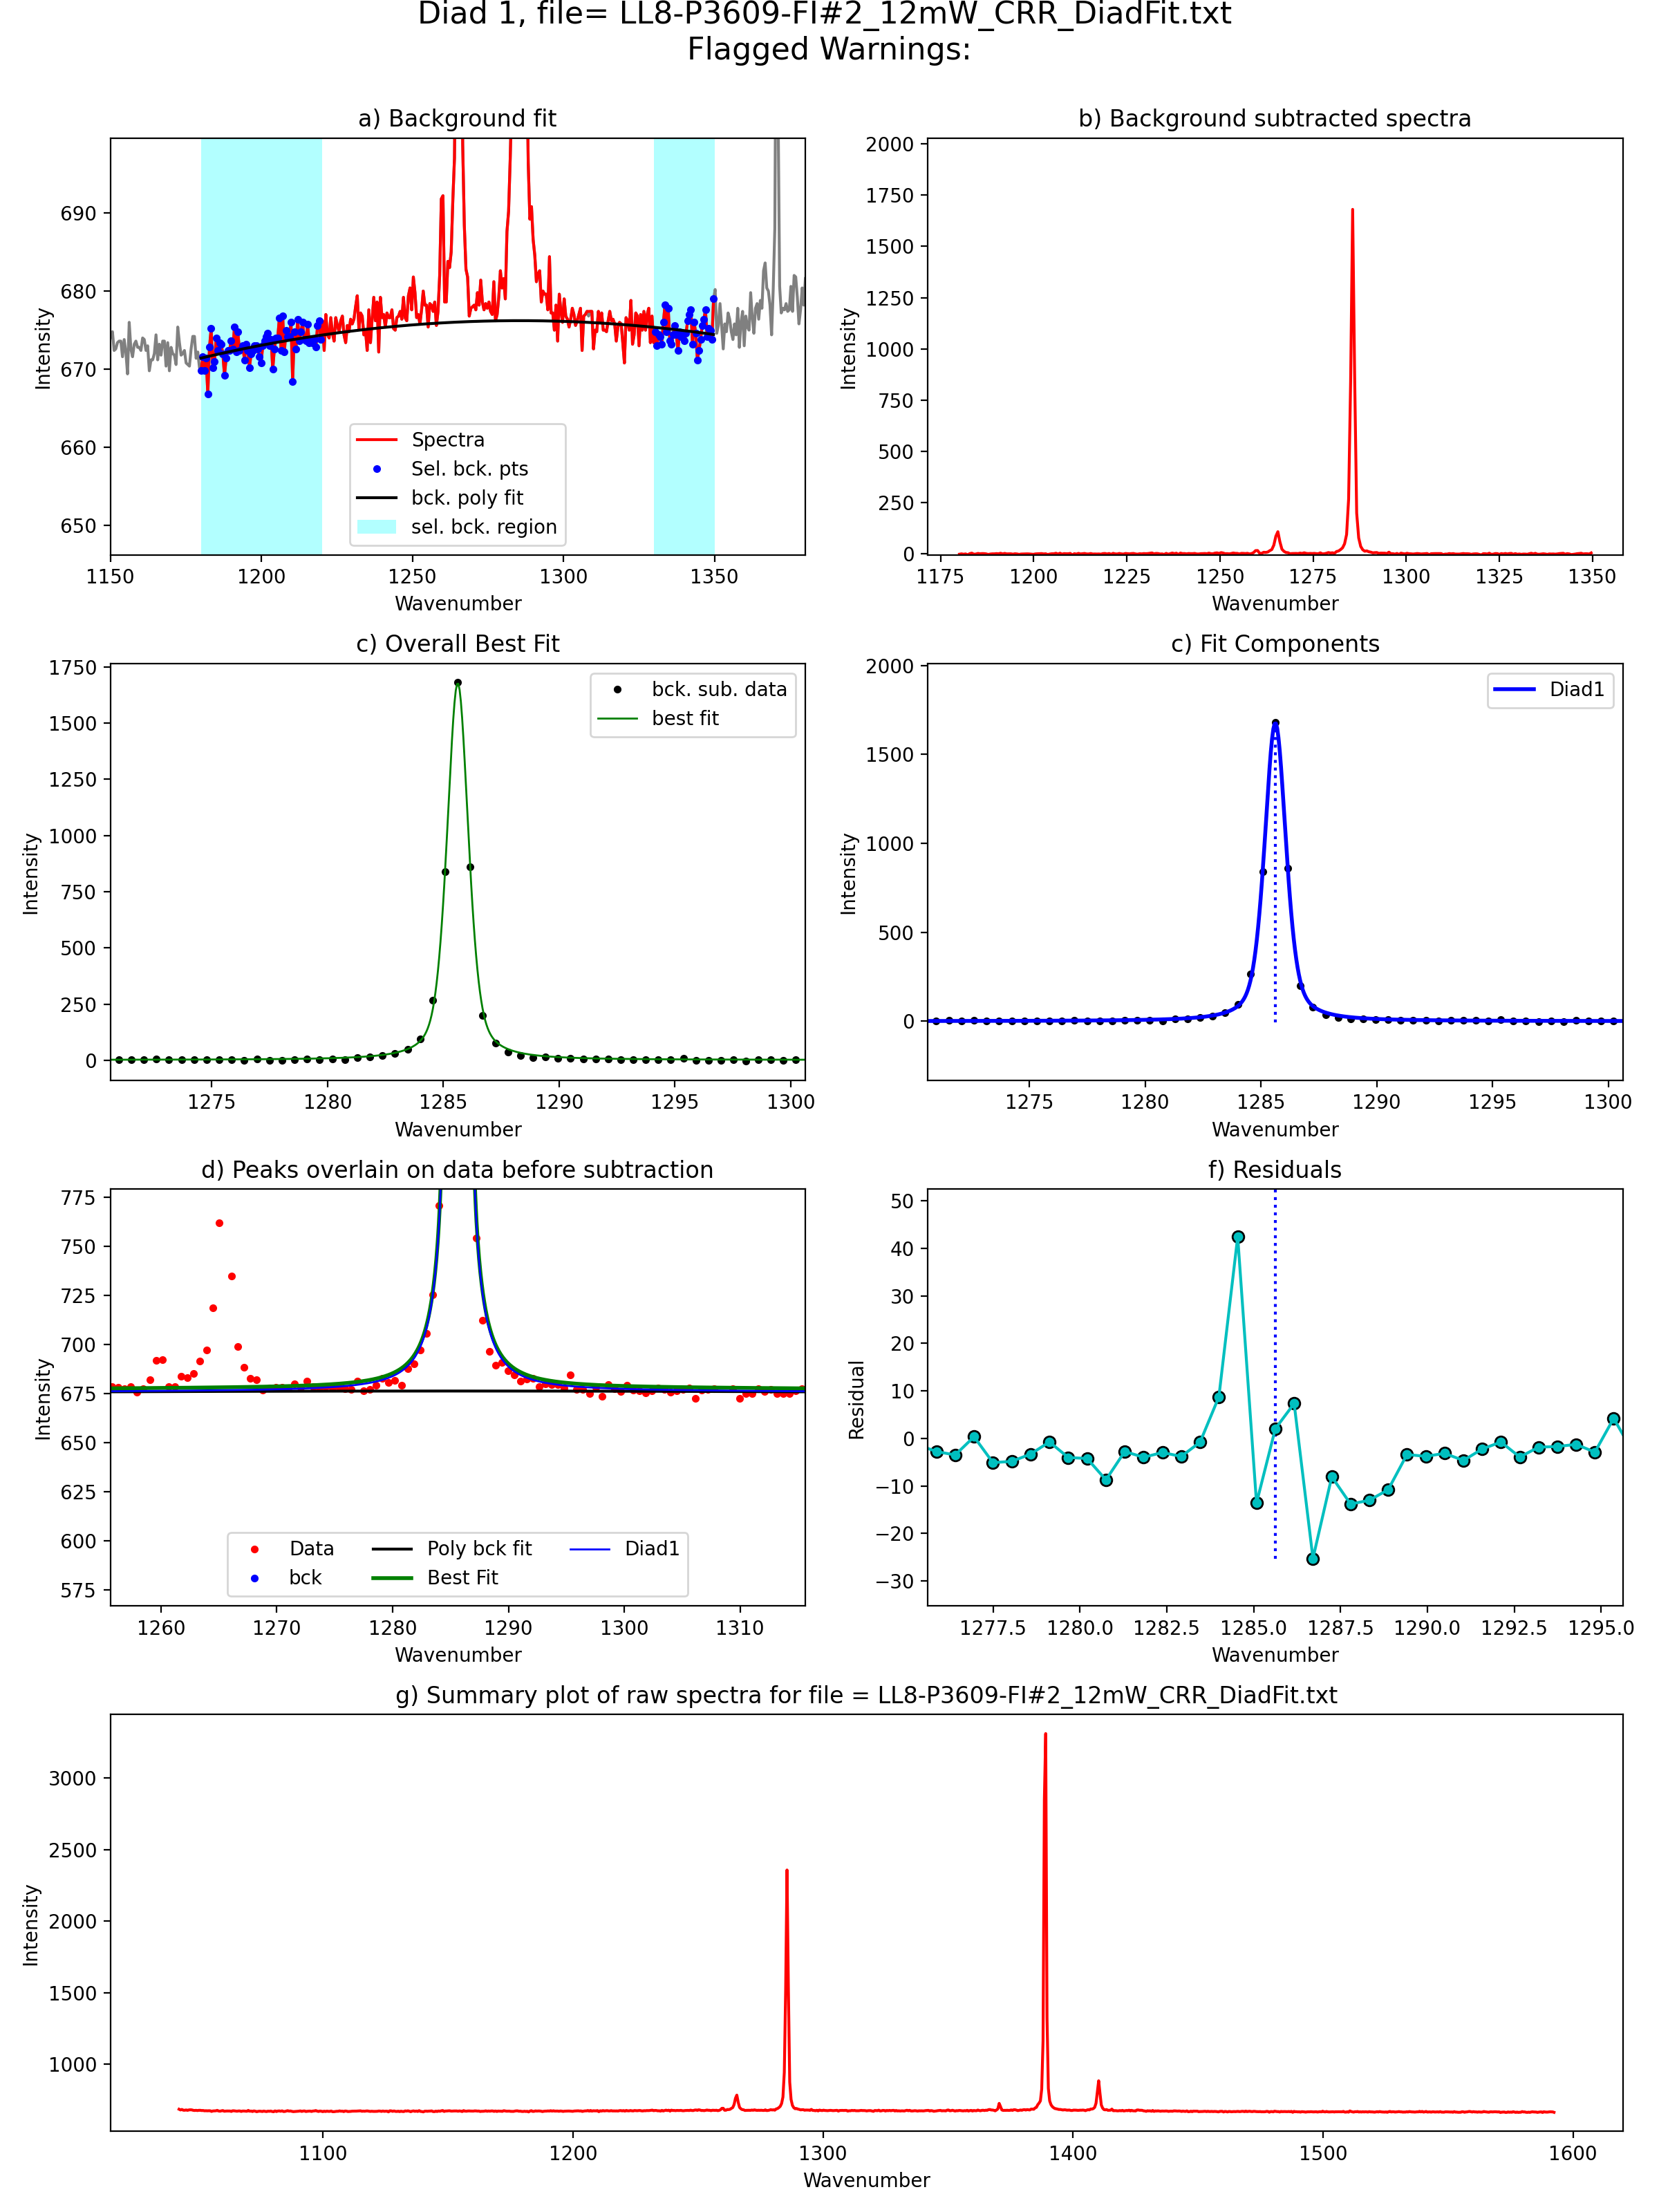 Diad 1, file= LL8-P3609-FI#2_12mW_CRR_DiadFit.txt
Flagged Warnings:
a) Background fit
Intensity
690
680
670
660
650
Spectra
Sel. bck. pts
bck. poly fit
sel. bck. region
1150 1200 1250 1300 1350
Wavenumber
b) Background subtracted spectra
Intensity
2000
1750
1500
1250
1000
750
500
250
0
1175 1200 1225 1250 1275 1300 1325 1350
Wavenumber
c) Overall Best Fit
Intensity
1750
1500
1250
1000
750
500
250
0
bck. sub. data
best fit
1275 1280 1285 1290 1295 1300
Wavenumber
c) Fit Components
Intensity
2000
1500
1000
500
0
Diad1
1275 1280 1285 1290 1295 1300
Wavenumber
d) Peaks overlain on data before subtraction
Intensity
775
750
725
700
675
650
625
600
575
Data Poly bck fit Diad1
bck Best Fit
1260 1270 1280 1290 1300 1310
Wavenumber
f) Residuals
Residual
50
40
30
20
10
0
−10
−20
−30
1277.5 1280.0 1282.5 1285.0 1287.5 1290.0 1292.5 1295.0
Wavenumber
g) Summary plot of raw spectra for file = LL8-P3609-FI#2_12mW_CRR_DiadFit.txt
Intensity
3000
2500
2000
1500
1000
1100 1200 1300 1400 1500 1600
Wavenumber